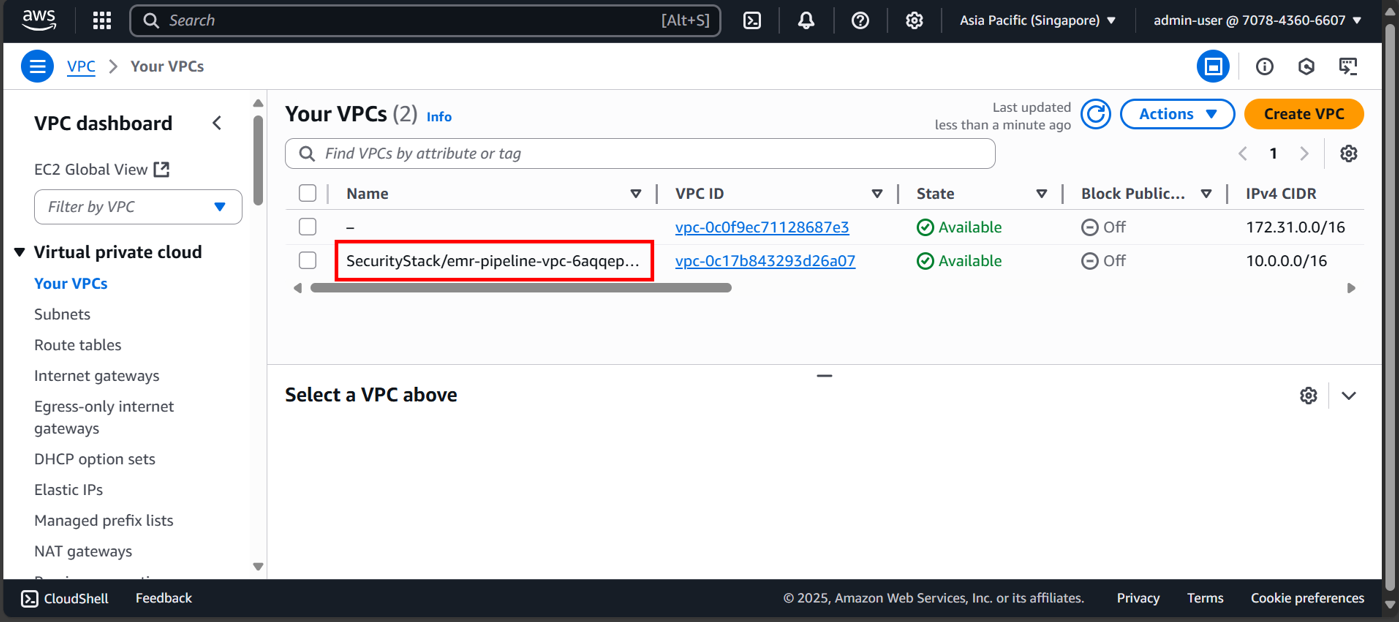 aws
Search [Alt+S]
Asia Pacific (Singapore)
admin-user @ 7078-4360-6607
VPC
Your VPCs
VPC dashboard
EC2 Global View
Filter by VPC
Virtual private cloud
Your VPCs
Subnets
Route tables
Internet gateways
Egress-only internet
gateways
DHCP option sets
Elastic IPs
Managed prefix lists
NAT gateways
Your VPCs (2) Info
Last updated
less than a minute ago
Actions
Create VPC
Find VPCs by attribute or tag
1
Name VPC ID State Block Public... IPv4 CIDR
– vpc-0c0f9ec71128687e3 Available Off 172.31.0.0/16
SecurityStack/emr-pipeline-vpc-6aqqep... vpc-0c17b843293d26a07 Available Off 10.0.0.0/16
Select a VPC above
CloudShell Feedback © 2025, Amazon Web Services, Inc. or its affiliates. Privacy Terms Cookie preferences